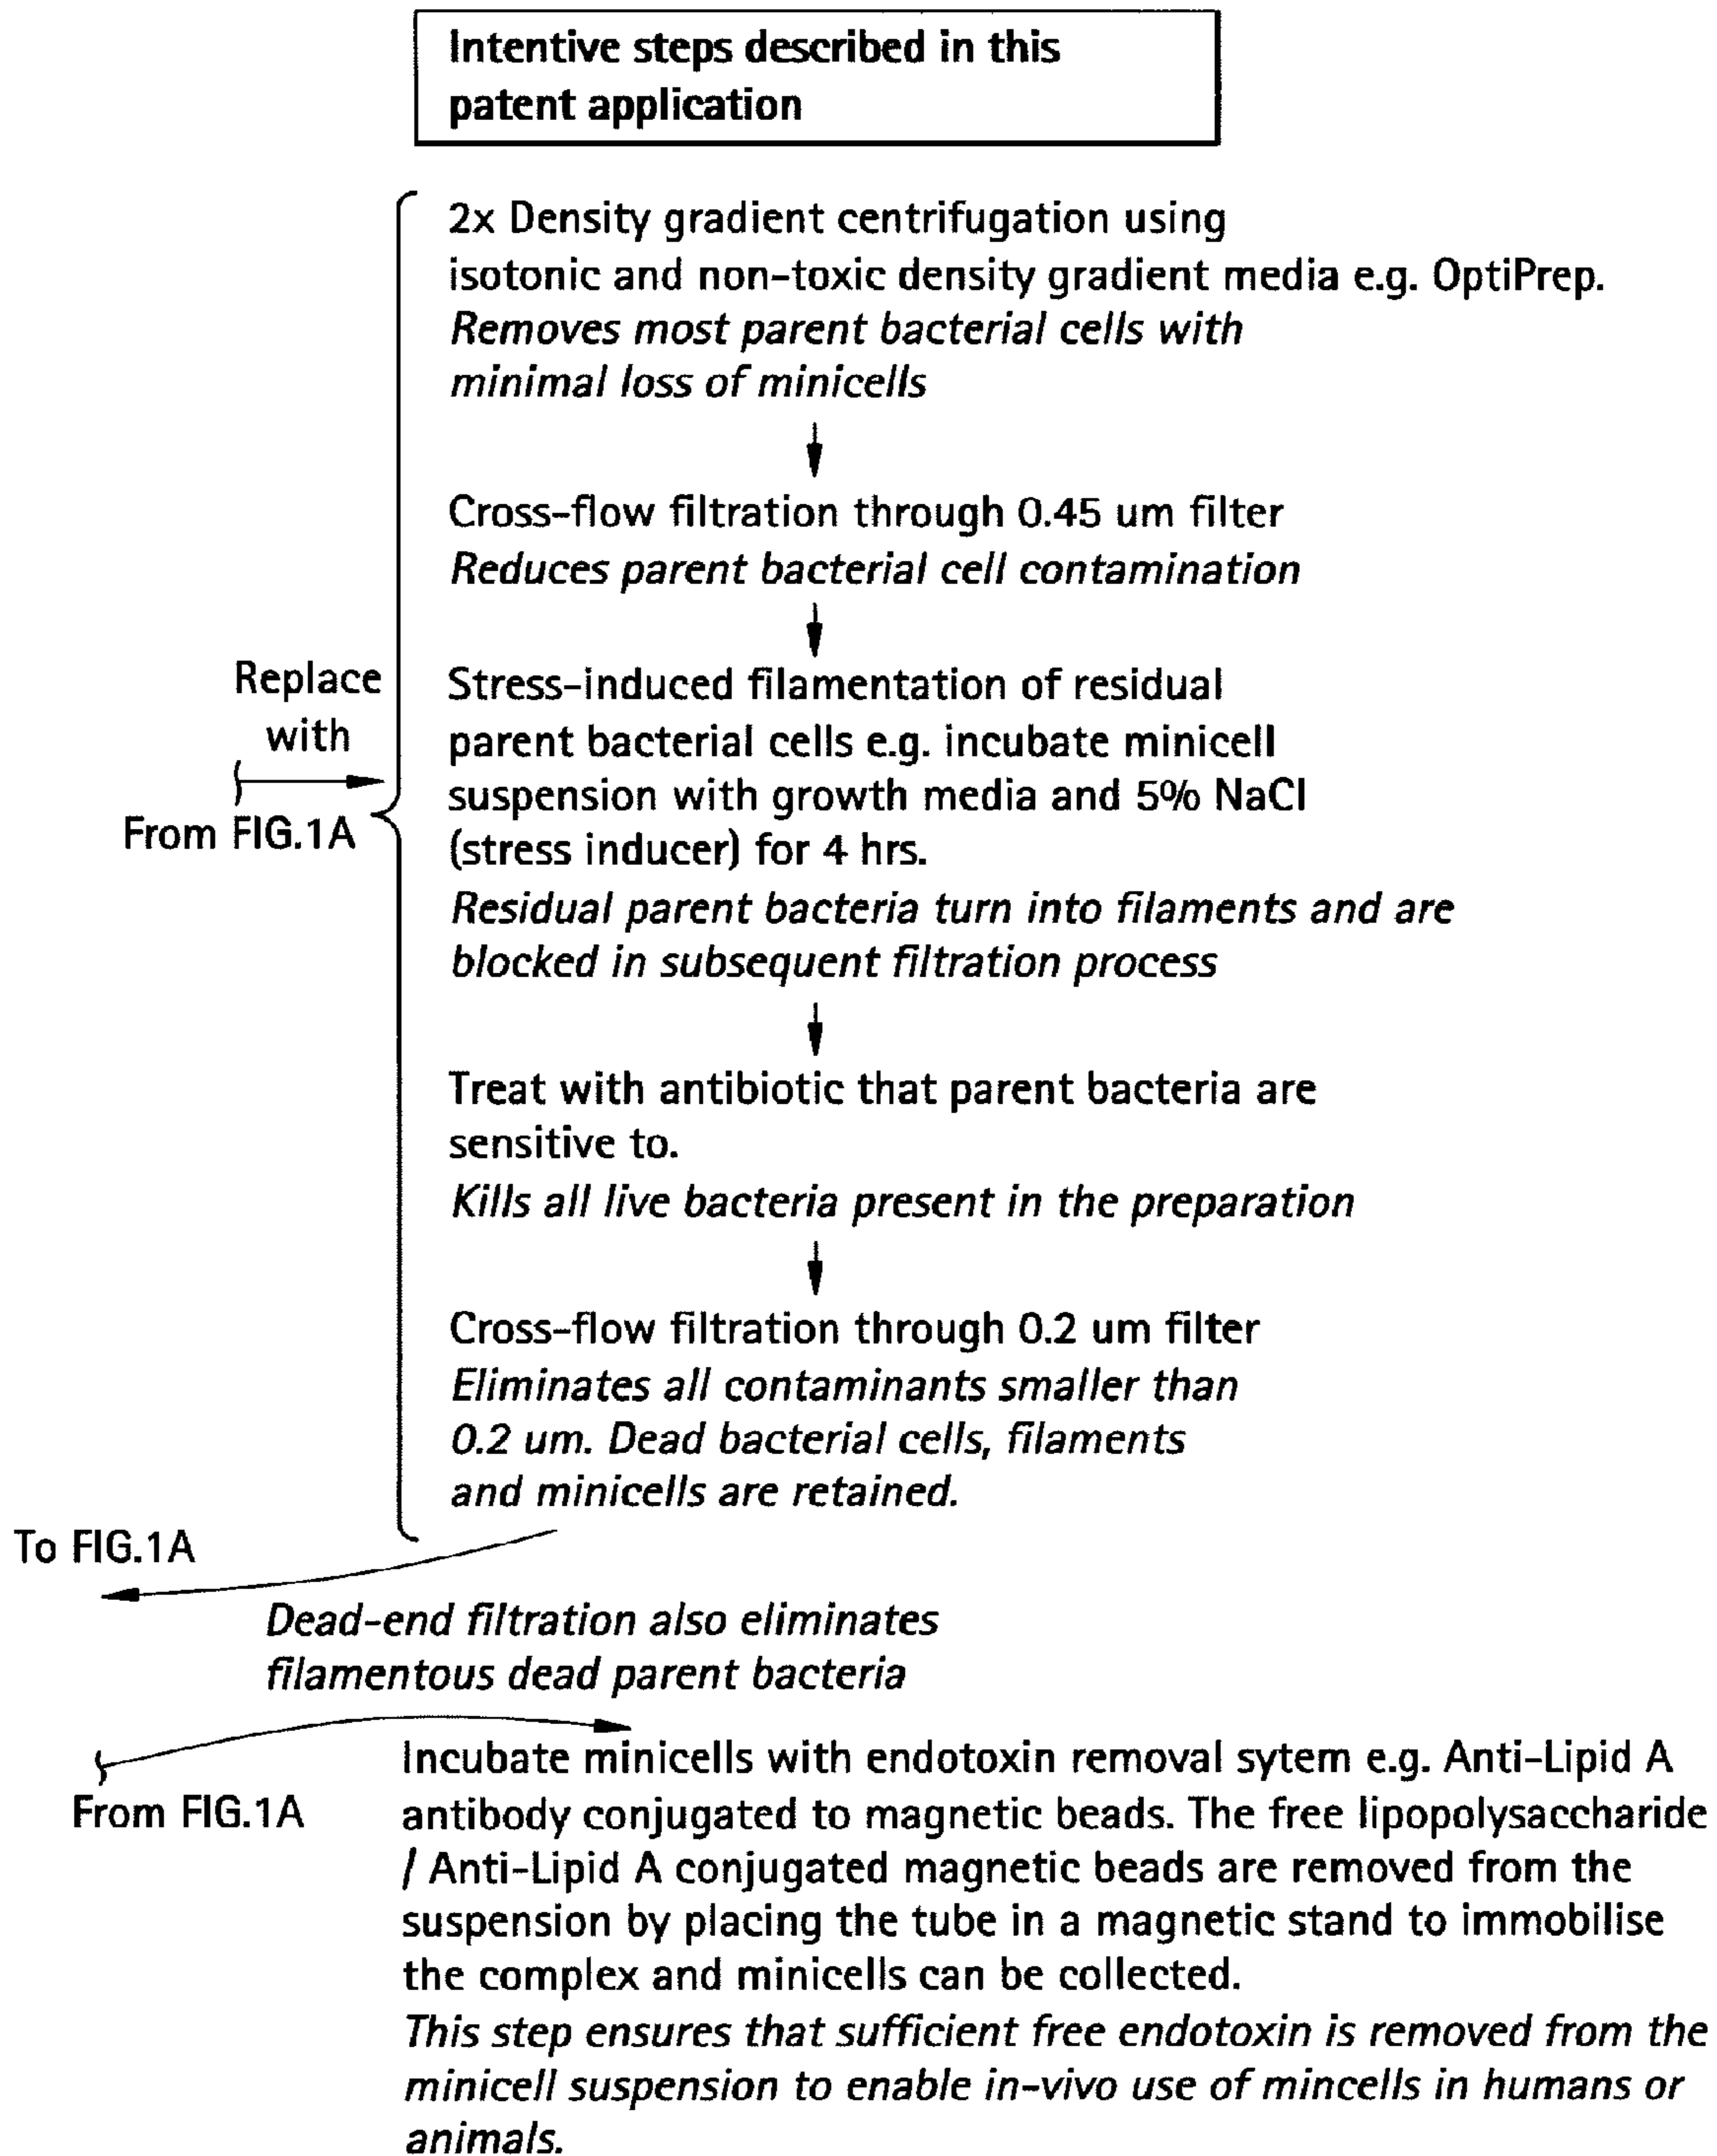 Intentive steps described in this
patent application
2x Density gradient centrifugation using
isotonic and non-toxic density gradient media e.g. OptiPrep.
Removes most parent bacterial cells with
minimal loss of minicells
Cross-flow filtration through 0.45 um filter
Reduces parent bacterial cell contamination
Replace
with
From FIG.1A
Stress-induced filamentation of residual
parent bacterial cells e.g. incubate minicell
suspension with growth media and 5% NaCl
(stress inducer) for 4 hrs.
Residual parent bacteria turn into filaments and are
blocked in subsequent filtration process
Treat with antibiotic that parent bacteria are
sensitive to.
Kills all live bacteria present in the preparation
Cross-flow filtration through 0.2 um filter
Eliminates all contaminants smaller than
0.2 um. Dead bacterial cells, filaments
and minicells are retained.
To FIG.1A
Dead-end filtration also eliminates
filamentous dead parent bacteria
From FIG.1A
Incubate minicells with endotoxin removal sytem e.g. Anti-Lipid A
antibody conjugated to magnetic beads. The free lipopolysaccharide
/ Anti-Lipid A conjugated magnetic beads are removed from the
suspension by placing the tube in a magnetic stand to immobilise
the complex and minicells can be collected.
This step ensures that sufficient free endotoxin is removed from the
minicell suspension to enable in-vivo use of mincells in humans or
animals.